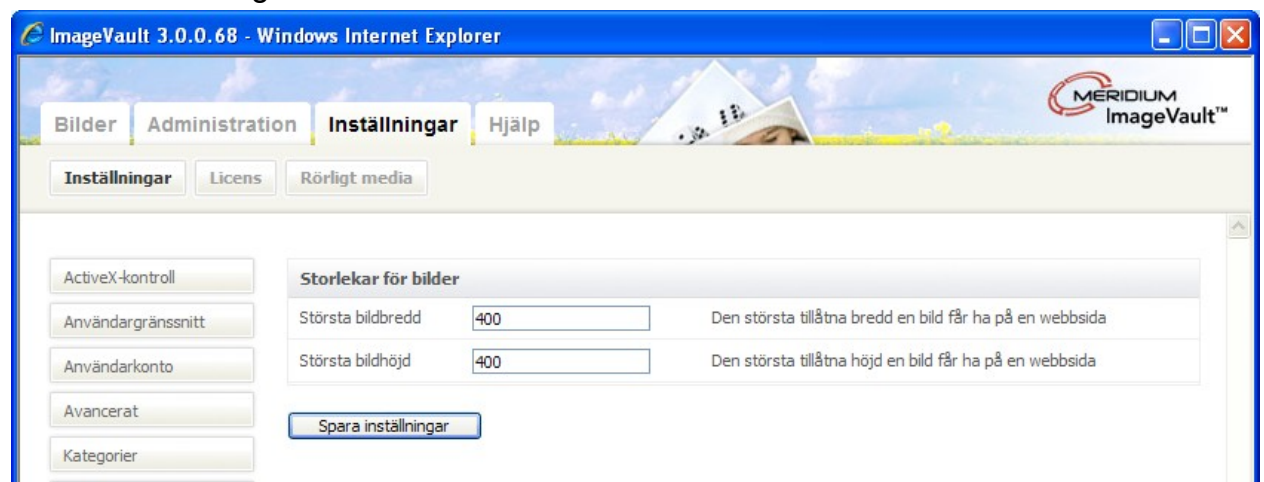 ImageVault 3.0.0.68 - Windows Internet Explorer
MERIDIUM
ImageVault™
Bilder Administration Inställningar Hjälp
Inställningar Licens Rörligt media
ActiveX-kontroll
Användargränssnitt
Användarkonto
Avancerat
Kategorier
Storlekar för bilder
Största bildbredd 400 Den största tillåtna bredd en bild får ha på en webbsida
Största bildhöjd 400 Den största tillåtna höjd en bild får ha på en webbsida
Spara inställningar